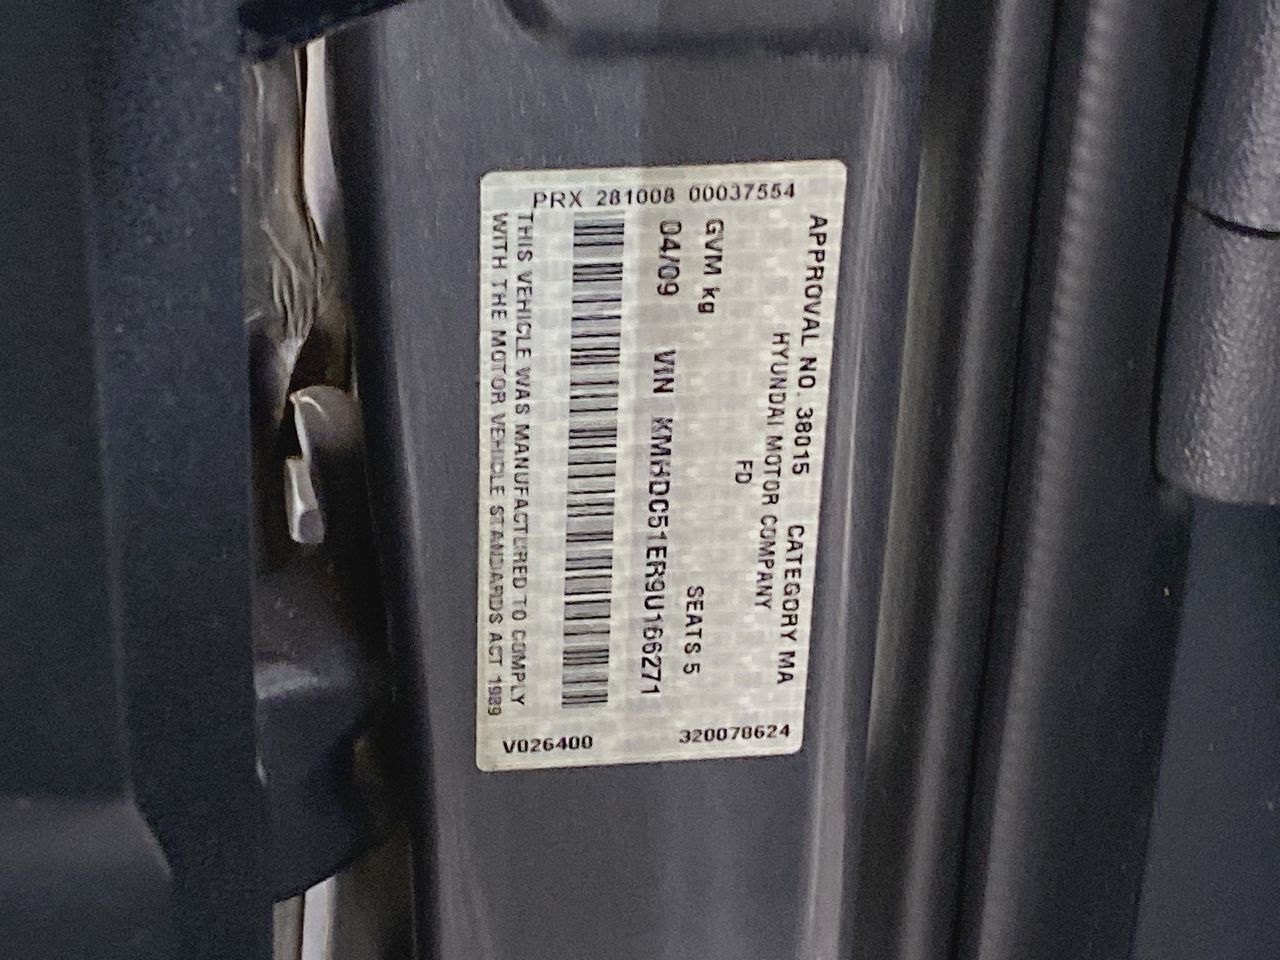 PRX 281008 00037554
APPROVAL NO. 38015 CATEGORY MA
HYUNDAI MOTOR COMPANY
FD
GVM kg SEATS 5
04/09 VIN KMHDC51ER9U166271
THIS VEHICLE WAS MANUFACTURED TO COMPLY
WITH THE MOTOR VEHICLE STANDARDS ACT 1989
V026400 320078624